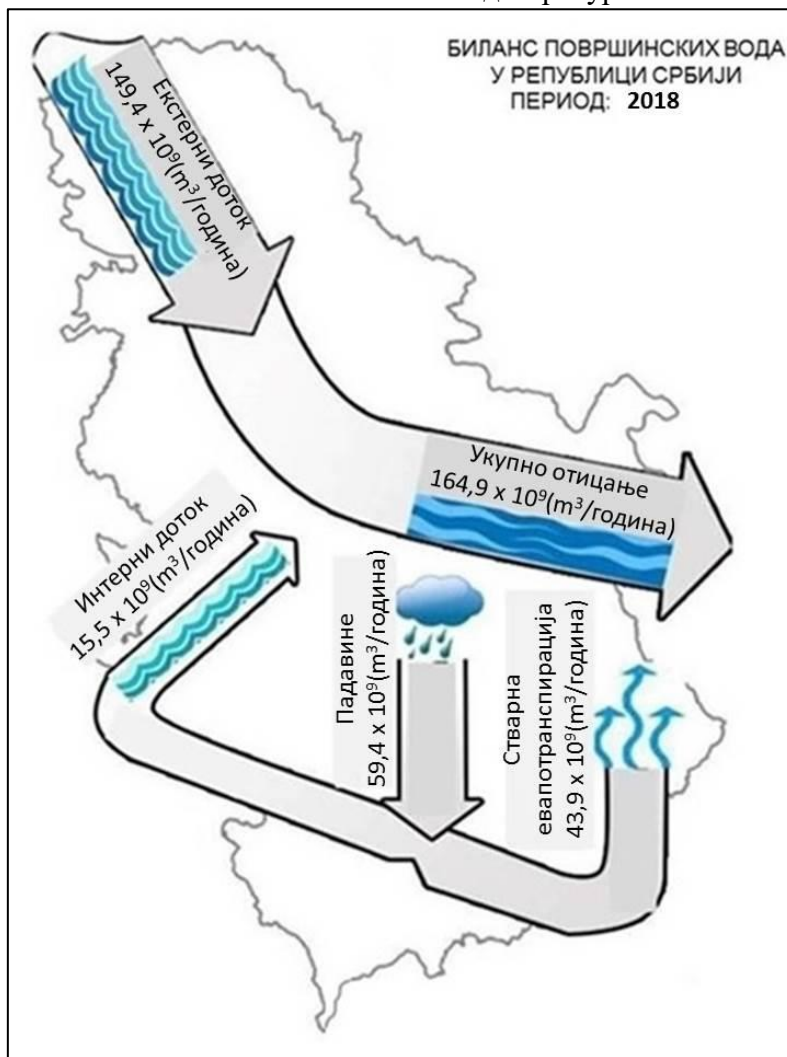 БИЛАНС ПОВРШИНСКИХ ВОДА
У РЕПУБЛИЦИ СРБИЈИ
ПЕРИОД: 2018
Екстерни доток
149,4 x 10⁹(m³/година)
Укупно отицање
164,9 x 10⁹(m³/година)
Интерни доток
15,5 x 10⁹(m³/година)
Падавине
59,4 x 10⁹(m³/година)
Стварна
евапотранспирација
43,9 x 10⁹(m³/година)